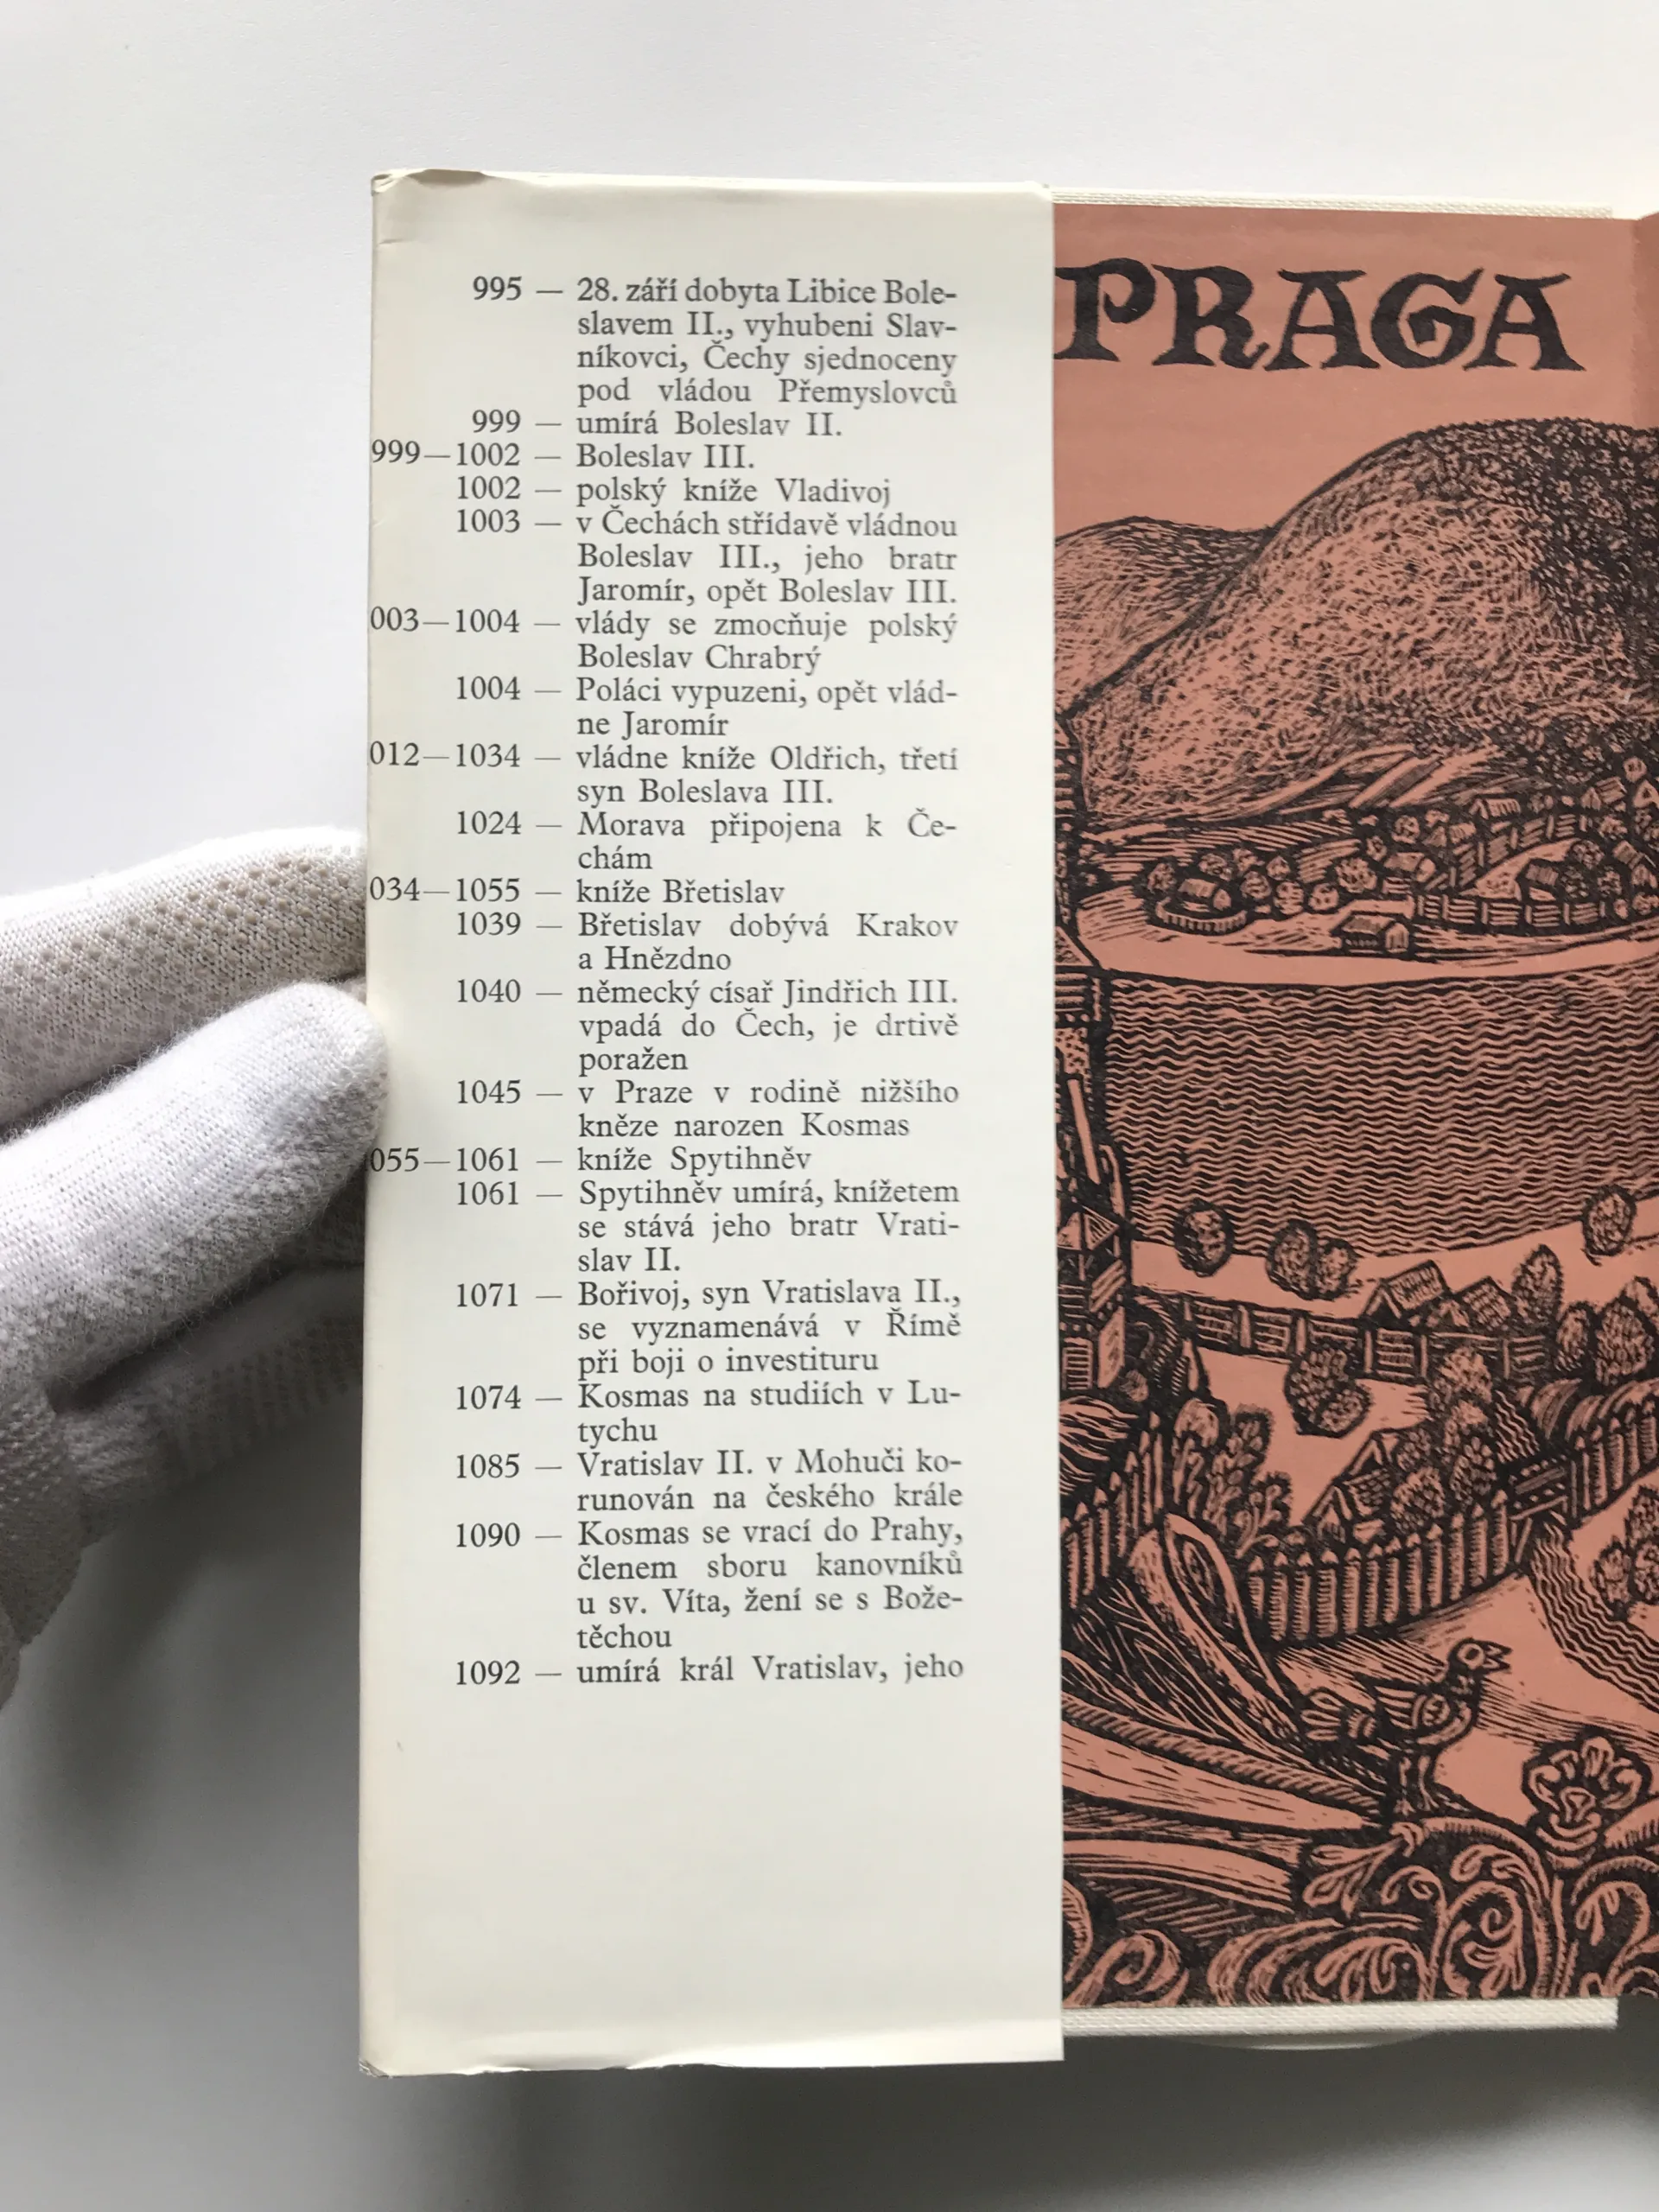 995 — 28. září dobyta Libice Bole-
slavem II., vyhubeni Slav-
níkovci, Čechy sjednoceny
pod vládou Přemyslovců
999 — umírá Boleslav II.
999—1002 — Boleslav III.
1002 — polský kníže Vladivoj
1003 — v Čechách střídavě vládnou
Boleslav III., jeho bratr
Jaromír, opět Boleslav III.
003—1004 — vlády se zmocňuje polský
Boleslav Chrabrý
1004 — Poláci vypuzeni, opět vlád-
ne Jaromír
012—1034 — vládne kníže Oldřich, třetí
syn Boleslava III.
1024 — Morava připojena k Če-
chám
034—1055 — kníže Břetislav
1039 — Břetislav dobývá Krakov
a Hnězdno
1040 — německý císař Jindřich III.
vpadá do Čech, je drtivě
poražen
1045 — v Praze v rodině nižšího
kněze narozen Kosmas
055—1061 — kníže Spytihněv
1061 — Spytihněv umírá, knížetem
se stává jeho bratr Vrati-
slav II.
1071 — Bořivoj, syn Vratislava II.,
se vyznamenává v Římě
při boji o investituru
1074 — Kosmas na studiích v Lu-
tychu
1085 — Vratislav II. v Mohuči ko-
runován na českého krále
1090 — Kosmas se vrací do Prahy,
členem sboru kanovníků
u sv. Víta, žení se s Bože-
těchou
1092 — umírá král Vratislav, jeho
PRAGA